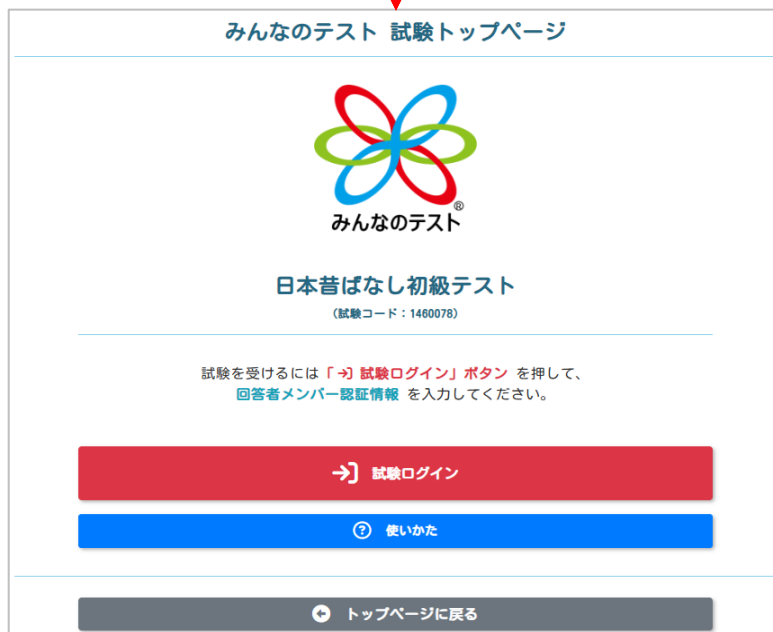 みんなのテスト 試験トップページ
みんなのテスト®
日本昔ばなし初級テスト
(試験コード:1460078)
試験を受けるには「 試験ログイン」ボタン を押して、
回答者メンバー認証情報 を入力してください。
試験ログイン
? 使いかた
トップページに戻る